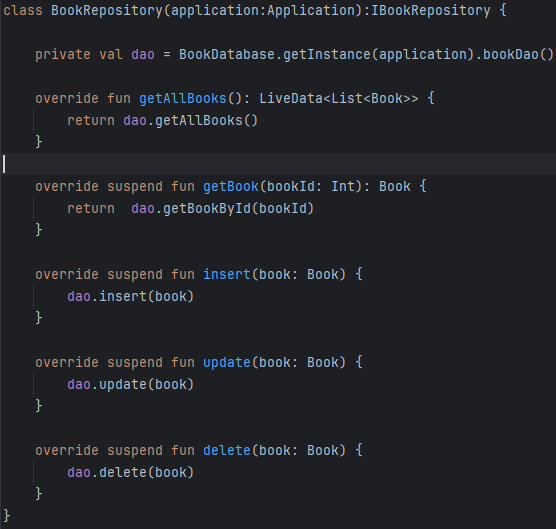 class BookRepository(application:Application):IBookRepository {
    private val dao = BookDatabase.getInstance(application).bookDao()
    override fun getAllBooks(): LiveData<List<Book>> {
        return dao.getAllBooks()
    }
    override suspend fun getBook(bookId: Int): Book {
        return  dao.getBookById(bookId)
    }
    override suspend fun insert(book: Book) {
        dao.insert(book)
    }
    override suspend fun update(book: Book) {
        dao.update(book)
    }
    override suspend fun delete(book: Book) {
        dao.delete(book)
    }
}